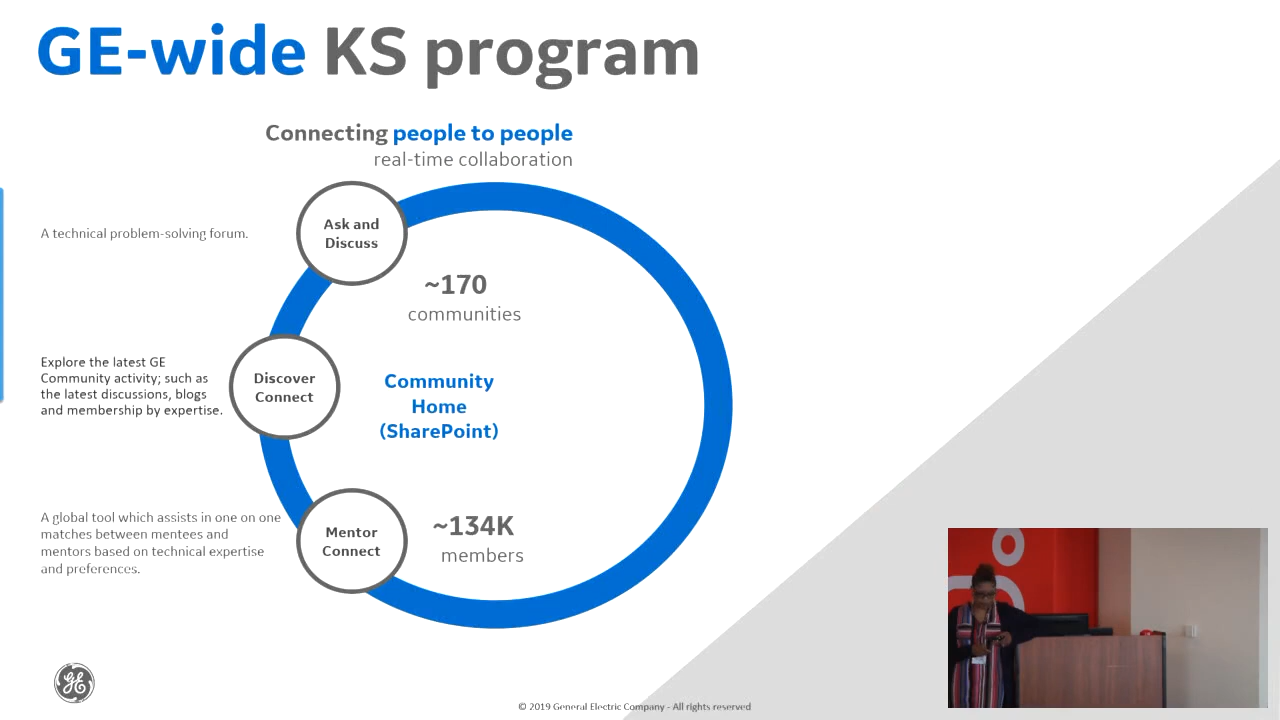 GE-wide KS program
Connecting people to people
real-time collaboration
Ask and
Discuss
A technical problem-solving forum.
~170
communities
Explore the latest GE
Community activity; such as
the latest discussions, blogs
and membership by expertise.
Discover
Connect
Community
Home
(SharePoint)
A global tool which assists in one on one
matches between mentees and
mentors based on technical expertise
and preferences.
Mentor
Connect
~134K
members
GE
© 2019 General Electric Company - All rights reserved